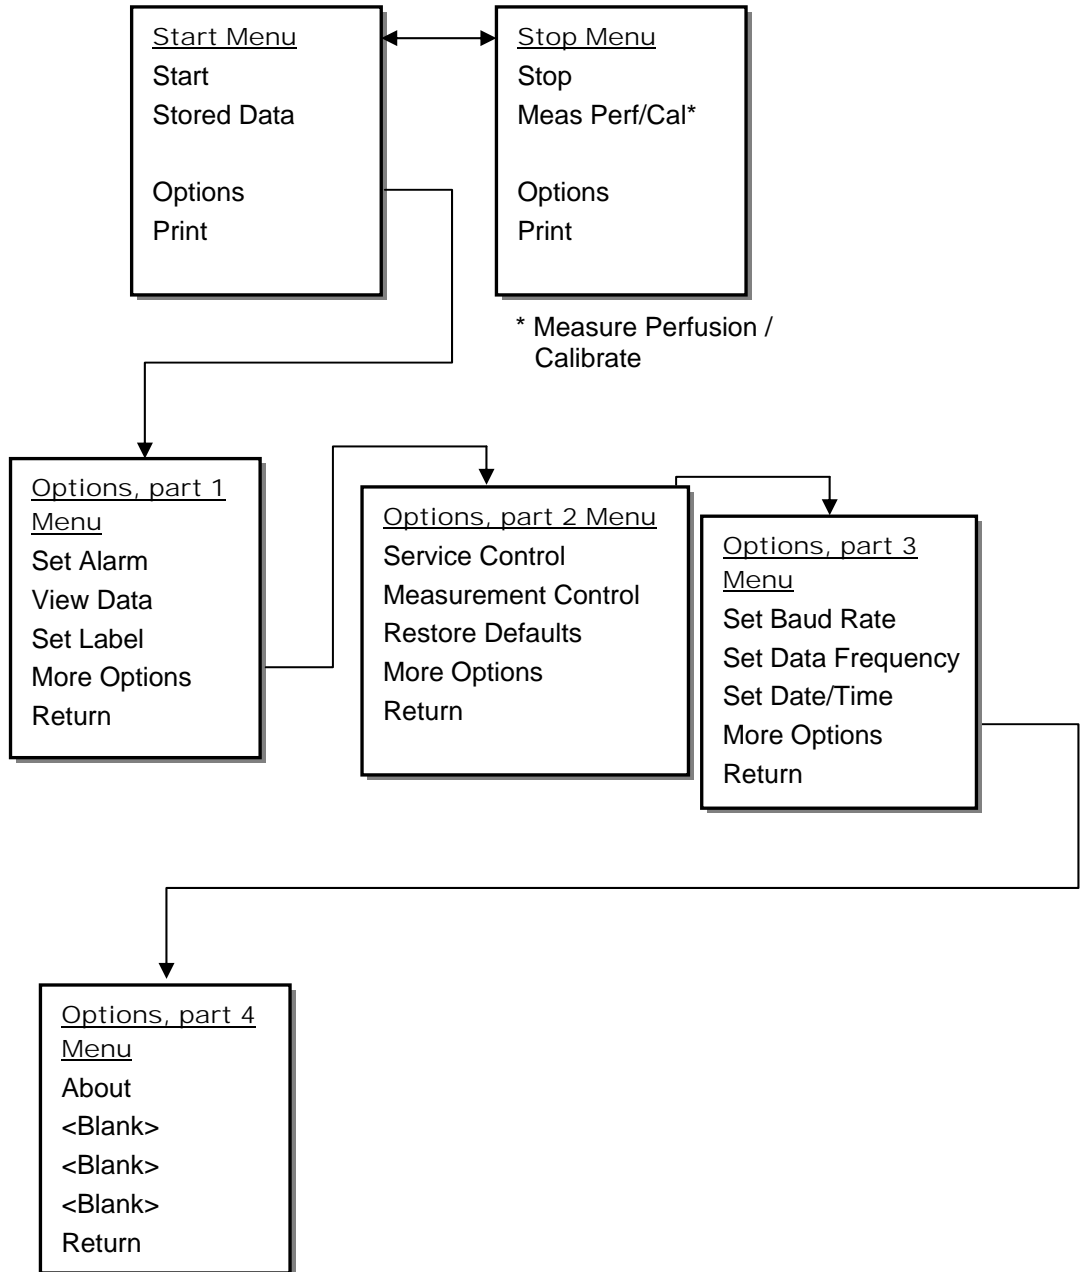 Start Menu
Start
Stored Data
Options
Print
Stop Menu
Stop
Meas Perf/Cal*
Options
Print
* Measure Perfusion /
Calibrate
Options, part 1
Menu
Set Alarm
View Data
Set Label
More Options
Return
Options, part 2 Menu
Service Control
Measurement Control
Restore Defaults
More Options
Return
Options, part 3
Menu
Set Baud Rate
Set Data Frequency
Set Date/Time
More Options
Return
Options, part 4
Menu
About
<Blank>
<Blank>
<Blank>
Return